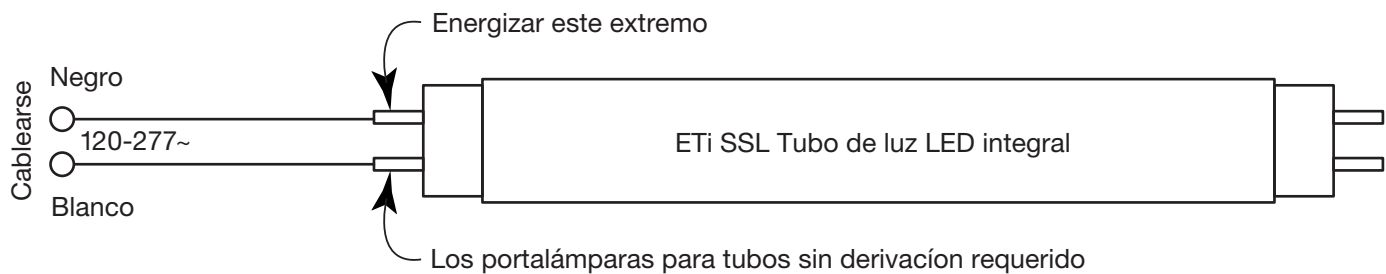 Energizar este extremo
Cablearse
Negro
120-277~
Blanco
ETi SSL Tubo de luz LED integral
Los portalámparas para tubos sin derivacíon requerido